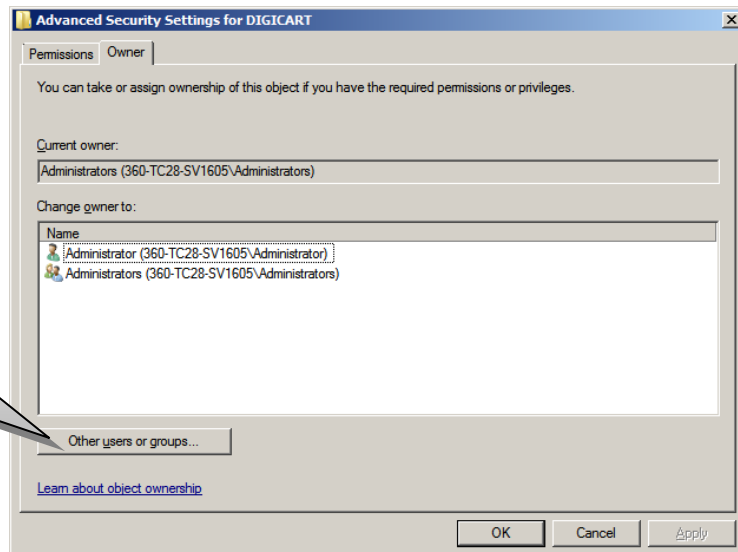 Advanced Security Settings for DIGICART
Permissions Owner
You can take or assign ownership of this object if you have the required permissions or privileges.
Current owner:
Administrators (360-TC28-SV1605\Administrators)
Change owner to:
Name
Administrator (360-TC28-SV1605\Administrator)
Administrators (360-TC28-SV1605\Administrators)
Other users or groups...
Learn about object ownership
OK Cancel Apply